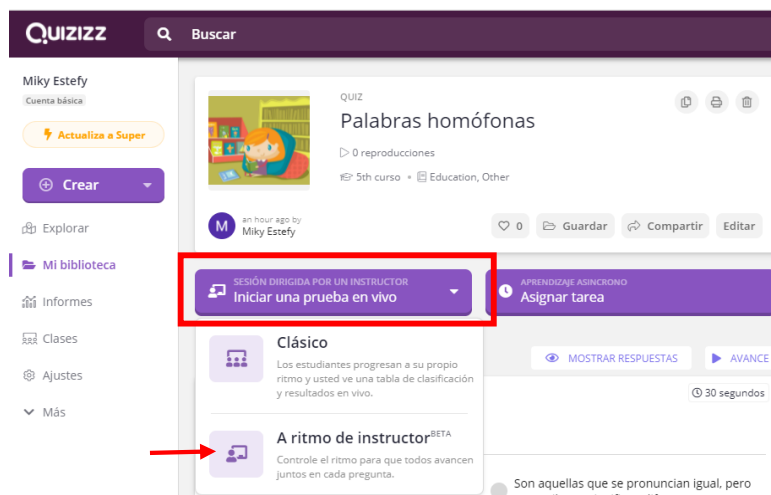 Quizizz
Buscar
Miky Estefy
Cuenta básica
Actualiza a Super
Crear
Explorar
Mi biblioteca
Informes
Clases
Ajustes
Más
QUIZ
Palabras homófonas
0 reproducciones
5th curso • Education, Other
M
an hour ago by
Miky Estefy
0
Guardar
Compartir
Editar
SESIÓN DIRIGIDA POR UN INSTRUCTOR
Iniciar una prueba en vivo
APRENDIZAJE ASINCRONO
Asignar tarea
Clásico
Los estudiantes progresan a su propio
ritmo y usted ve una tabla de clasificación
y resultados en vivo.
A ritmo de instructor BETA
Controle el ritmo para que todos avancen
juntos en cada pregunta.
MOSTRAR RESPUESTAS
AVANCE
30 segundos
Son aquellas que se pronuncian igual, pero